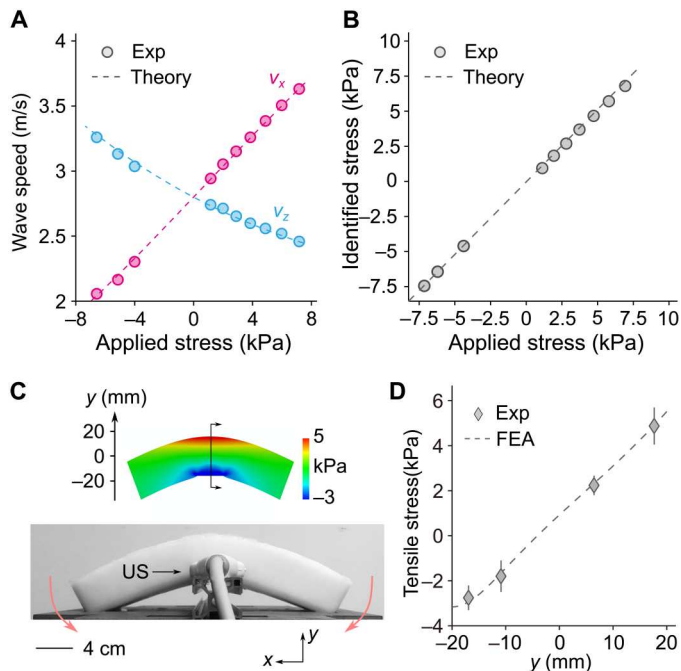 A
Exp
Theory
v_x
v_z
Wave speed (m/s)
4
3.5
3
2.5
2
–8
–4
0
4
8
Applied stress (kPa)
B
Exp
Theory
Identified stress (kPa)
10
7.5
5
2.5
0
–2.5
–5
–7.5
–7.5
–5
–2.5
0
2.5
5
7.5
10
Applied stress (kPa)
C
y (mm)
20
0
–20
5
kPa
–3
US
4 cm
x
y
D
Exp
FEA
Tensile stress(kPa)
6
4
2
0
–2
–4
–20
–10
0
10
20
y (mm)